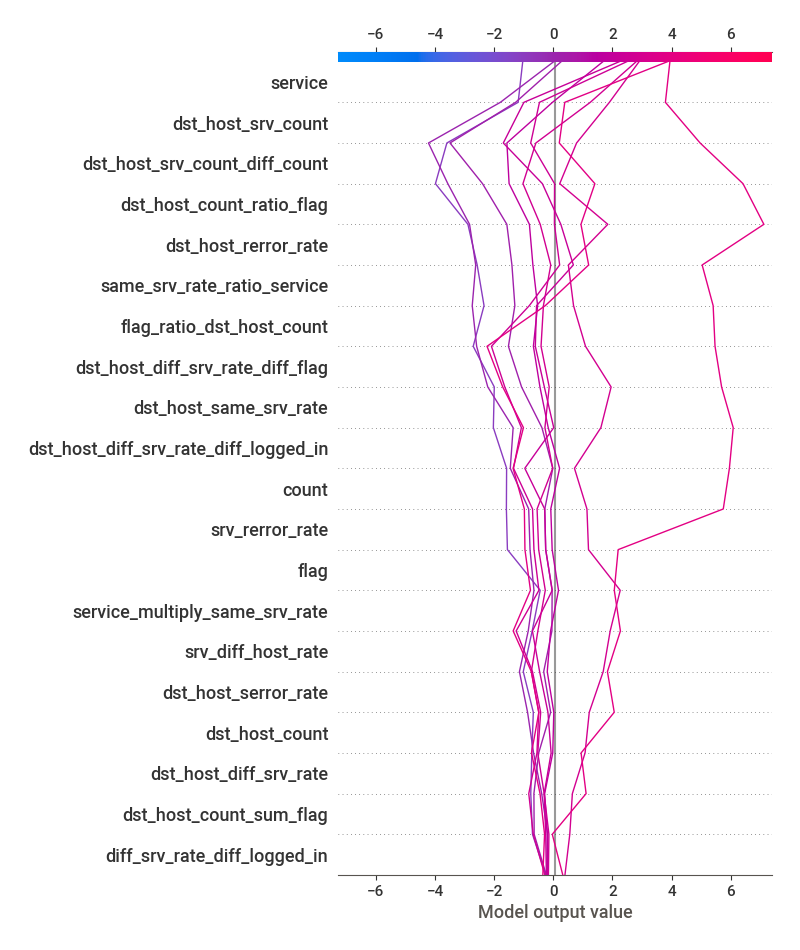 −6 −4 −2 0 2 4 6
service
dst_host_srv_count
dst_host_srv_count_diff_count
dst_host_count_ratio_flag
dst_host_rerror_rate
same_srv_rate_ratio_service
flag_ratio_dst_host_count
dst_host_diff_srv_rate_diff_flag
dst_host_same_srv_rate
dst_host_diff_srv_rate_diff_logged_in
count
srv_rerror_rate
flag
service_multiply_same_srv_rate
srv_diff_host_rate
dst_host_serror_rate
dst_host_count
dst_host_diff_srv_rate
dst_host_count_sum_flag
diff_srv_rate_diff_logged_in
−6 −4 −2 0 2 4 6
Model output value